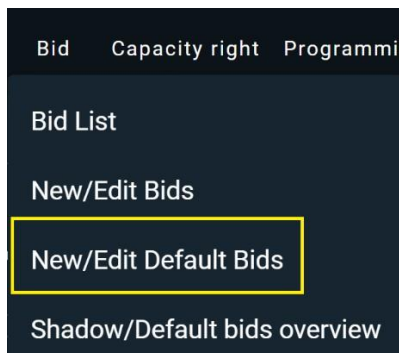 Bid Capacity right Programmi
Bid List
New/Edit Bids
New/Edit Default Bids
Shadow/Default bids overview